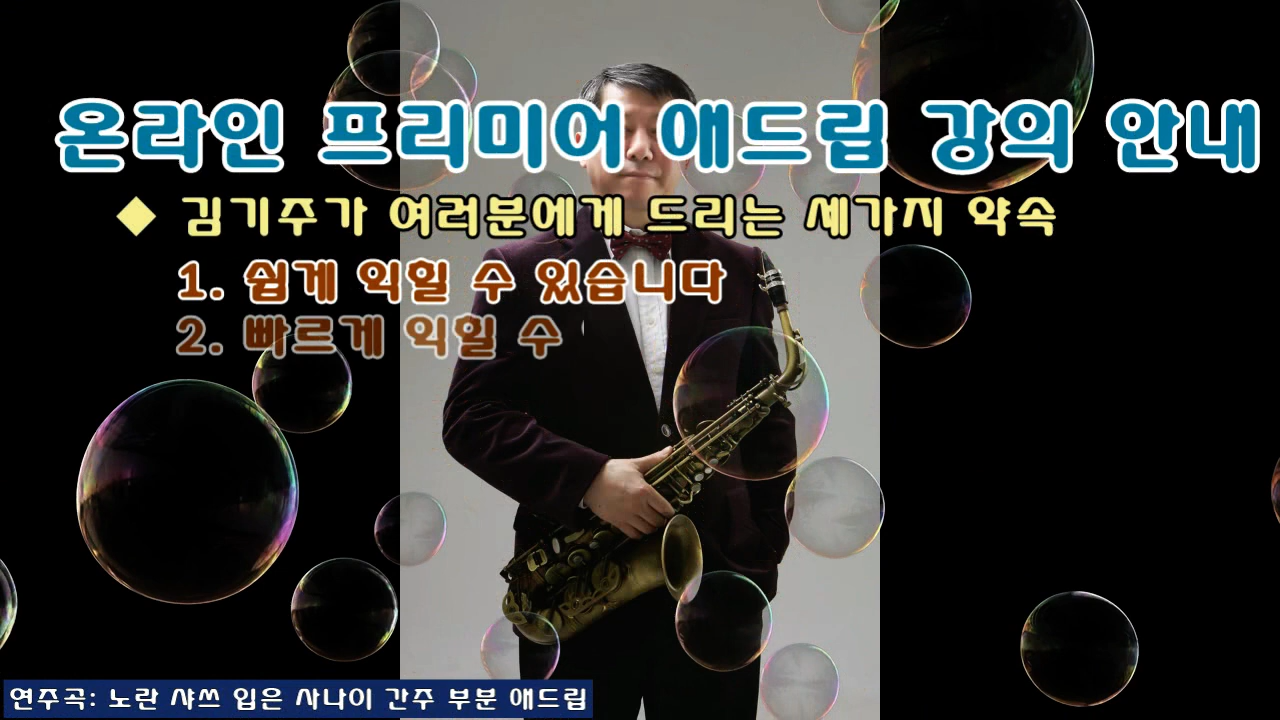 온라인 프리미어 애드립 강의 안내
◆ 김기주가 여러분에게 드리는 세가지 약속
1. 쉽게 익힐 수 있습니다
2. 빠르게 익힐 수
연주곡: 노란 샤쓰 입은 사나이 간주 부분 애드립